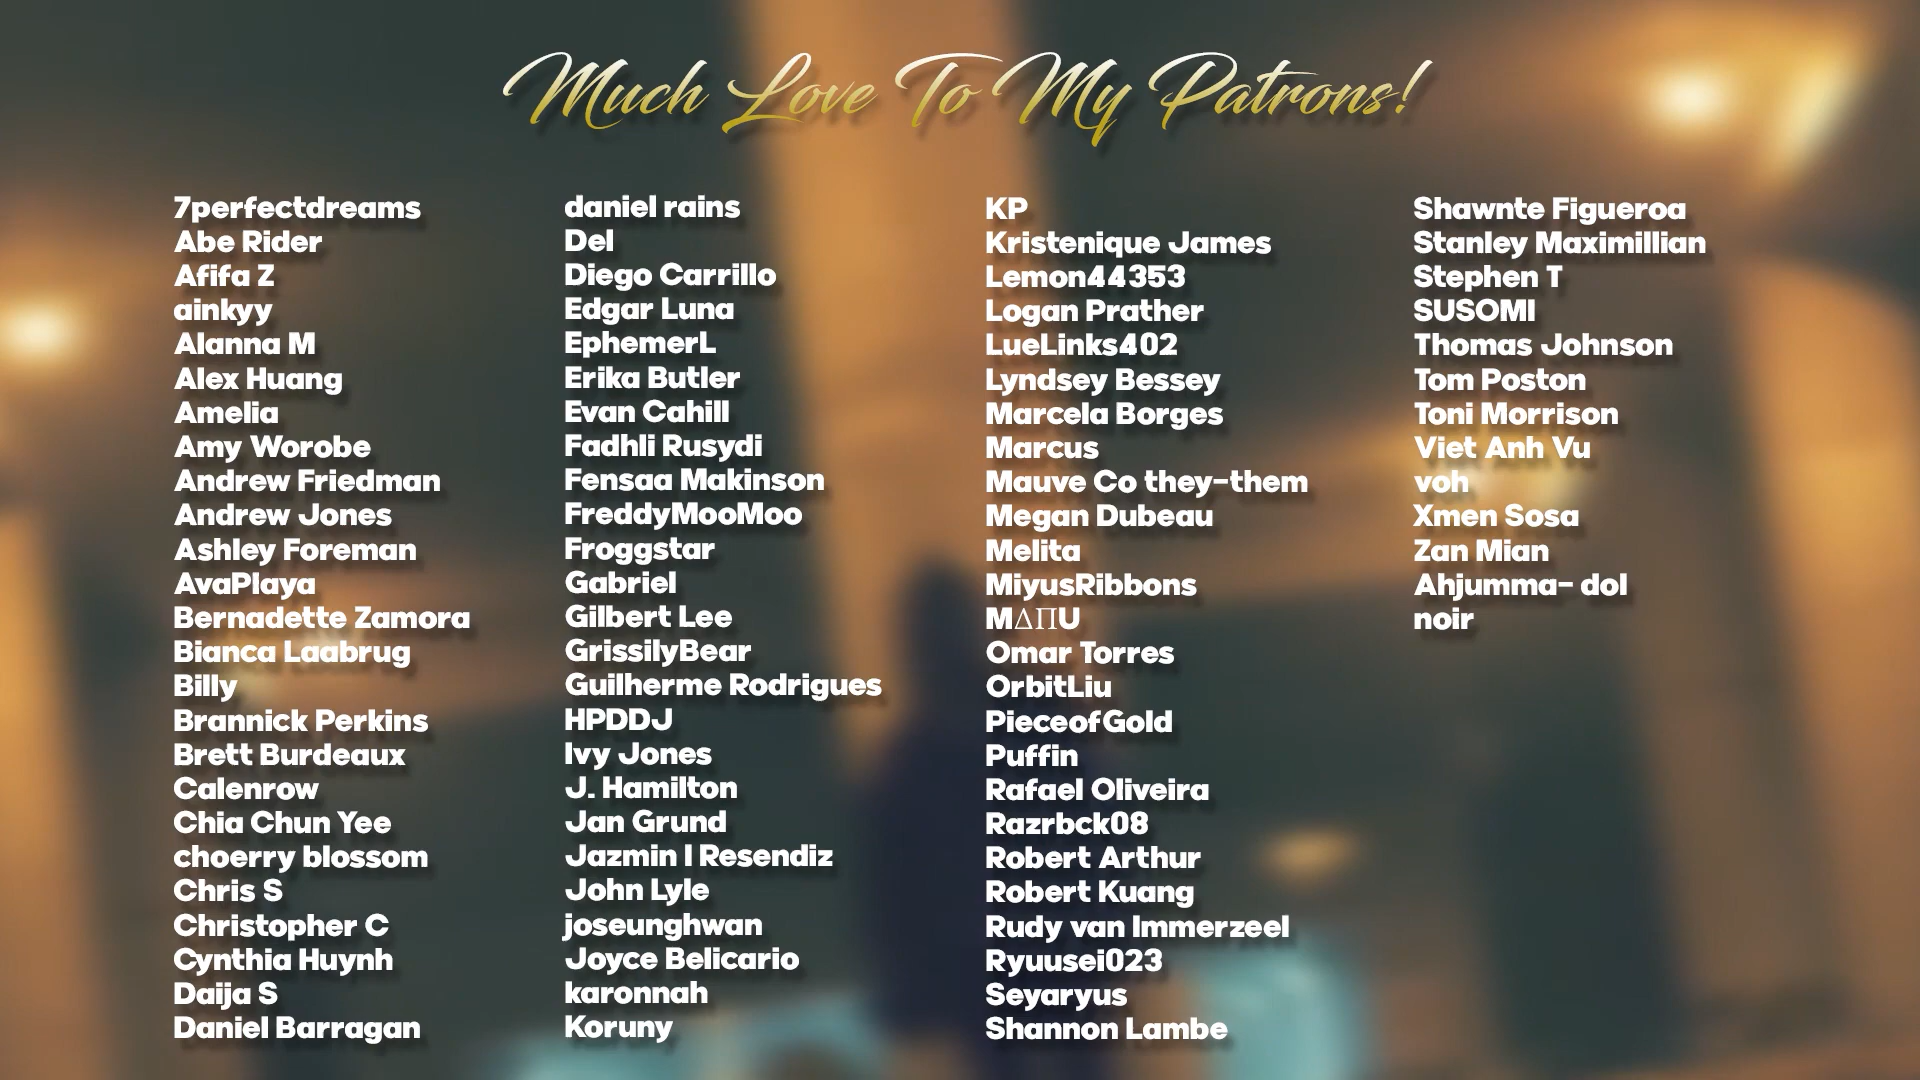 Much Love To My Patrons!
7perfectdreams
Abe Rider
Afifa Z
ainkyy
Alanna M
Alex Huang
Amelia
Amy Worobe
Andrew Friedman
Andrew Jones
Ashley Foreman
AvaPlaya
Bernadette Zamora
Bianca Laabrug
Billy
Brannick Perkins
Brett Burdeaux
Calenrow
Chia Chun Yee
choerry blossom
Chris S
Christopher C
Cynthia Huynh
Daija S
Daniel Barragan
daniel rains
Del
Diego Carrillo
Edgar Luna
EphemerL
Erika Butler
Evan Cahill
Fadhli Rusydi
Fensaa Makinson
FreddyMooMoo
Froggstar
Gabriel
Gilbert Lee
GrissilyBear
Guilherme Rodrigues
HPDDJ
Ivy Jones
J. Hamilton
Jan Grund
Jazmin I Resendiz
John Lyle
joseunghwan
Joyce Belicario
karonnah
Koruny
KP
Kristenique James
Lemon44353
Logan Prather
LueLinks402
Lyndsey Bessey
Marcela Borges
Marcus
Mauve Co they-them
Megan Dubeau
Melita
MiyusRibbons
MΔΠU
Omar Torres
OrbitLiu
PieceofGold
Puffin
Rafael Oliveira
Razrbck08
Robert Arthur
Robert Kuang
Rudy van Immerzeel
Ryuusei023
Seyaryus
Shannon Lambe
Shawnte Figueroa
Stanley Maximillian
Stephen T
SUSOMI
Thomas Johnson
Tom Poston
Toni Morrison
Viet Anh Vu
voh
Xmen Sosa
Zan Mian
Ahjumma- dol
noir